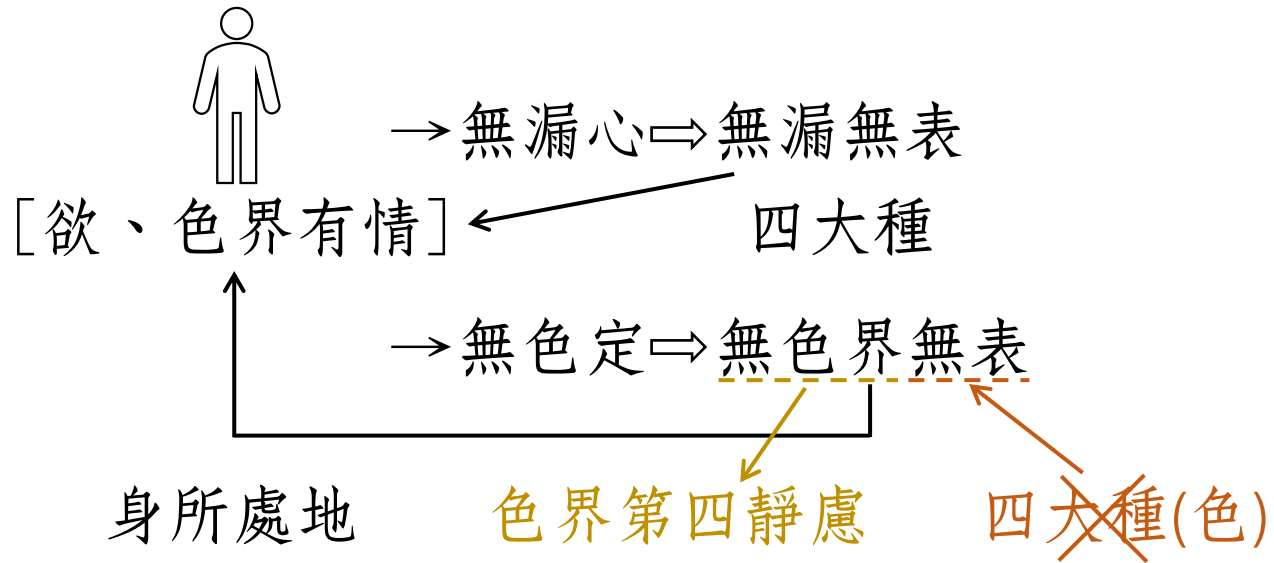 →無漏心⇨無漏無表
[欲、色界有情]
四大種
→無色定⇨無色界無表
身所處地
色界第四靜慮
四大種(色)